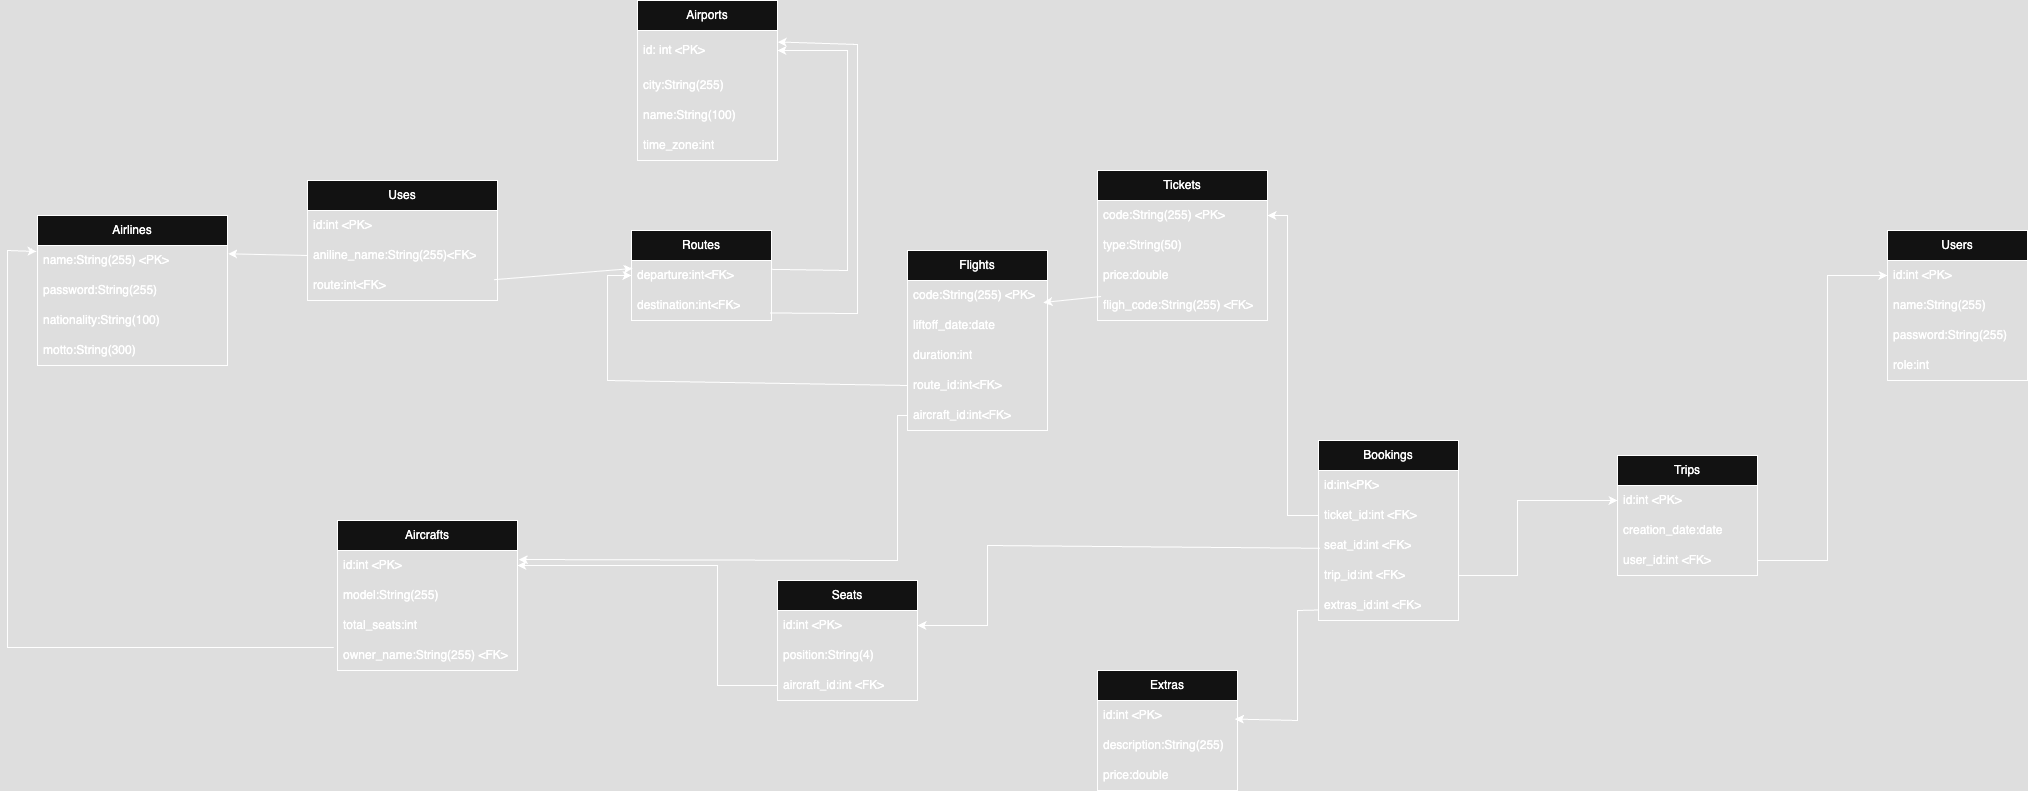 Airports
id: int <PK>
city:String(255)
name:String(100)
time_zone:int
Uses
id:int <PK>
aniline_name:String(255)<FK>
route:int<FK>
Airlines
name:String(255) <PK>
password:String(255)
nationality:String(100)
motto:String(300)
Routes
departure:int<FK>
destination:int<FK>
Flights
code:String(255) <PK>
liftoff_date:date
duration:int
route_id:int<FK>
aircraft_id:int<FK>
Tickets
code:String(255) <PK>
type:String(50)
price:double
fligh_code:String(255) <FK>
Users
id:int <PK>
name:String(255)
password:String(255)
role:int
Bookings
id:int<PK>
ticket_id:int <FK>
seat_id:int <FK>
trip_id:int <FK>
extras_id:int <FK>
Trips
id:int <PK>
creation_date:date
user_id:int <FK>
Aircrafts
id:int <PK>
model:String(255)
total_seats:int
owner_name:String(255) <FK>
Seats
id:int <PK>
position:String(4)
aircraft_id:int <FK>
Extras
id:int <PK>
description:String(255)
price:double